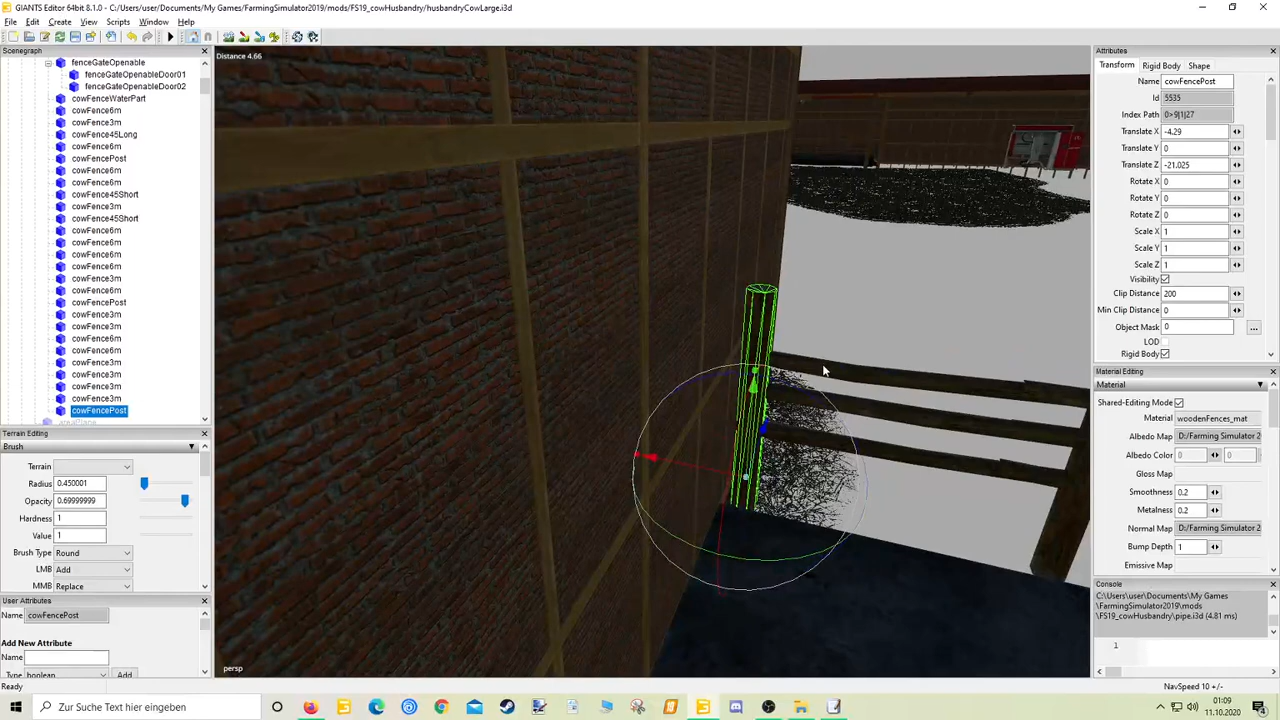 GIANTS Editor 64bit 8.1.0 - C:/Users/user/Documents/My Games/FarmingSimulator2019/mods/FS19_cowHusbandry/husbandryCowLarge.i3d
File Edit Create View Scripts Window Help
Scenegraph
fenceGateOpenable
fenceGateOpenableDoor01
fenceGateOpenableDoor02
cowFenceWaterPart
cowFence6m
cowFence3m
cowFence45Long
cowFence6m
cowFencePost
cowFence6m
cowFence6m
cowFence45Short
cowFence3m
cowFence45Short
cowFence6m
cowFence6m
cowFence6m
cowFence6m
cowFence3m
cowFence6m
cowFencePost
cowFence3m
cowFence3m
cowFence6m
cowFence6m
cowFence3m
cowFence3m
cowFence3m
cowFence3m
cowFencePost
Terrain Editing
Brush
Terrain
Radius 0.450001
Opacity 0.69999999
Hardness 1
Value 1
Brush Type Round
LMB Add
MMB Replace
User Attributes
Name cowFencePost
Add New Attribute
Name
Type boolean Add
Ready
Distance 4.66
persp
Attributes
Transform Rigid Body Shape
Name cowFencePost
Id 5535
Index Path 0>9|1|27
Translate X -4.29
Translate Y 0
Translate Z -21.025
Rotate X 0
Rotate Y 0
Rotate Z 0
Scale X 1
Scale Y 1
Scale Z 1
Visibility
Clip Distance 200
Min Clip Distance 0
Object Mask 0 ...
LOD
Rigid Body
Material Editing
Material
Shared-Editing Mode
Material woodenFences_mat
Albedo Map D:/Farming Simulator 2
Albedo Color 0 0
Gloss Map
Smoothness 0.2
Metalness 0.2
Normal Map D:/Farming Simulator 2
Bump Depth 1
Emissive Map
Console
C:\Users\user\Documents\My Games
\FarmingSimulator2019\mods
\FS19_cowHusbandry\pipe.i3d (4.81 ms)
1
NavSpeed 10 +/-
Zur Suche Text hier eingeben
01:09
11.10.2020
4